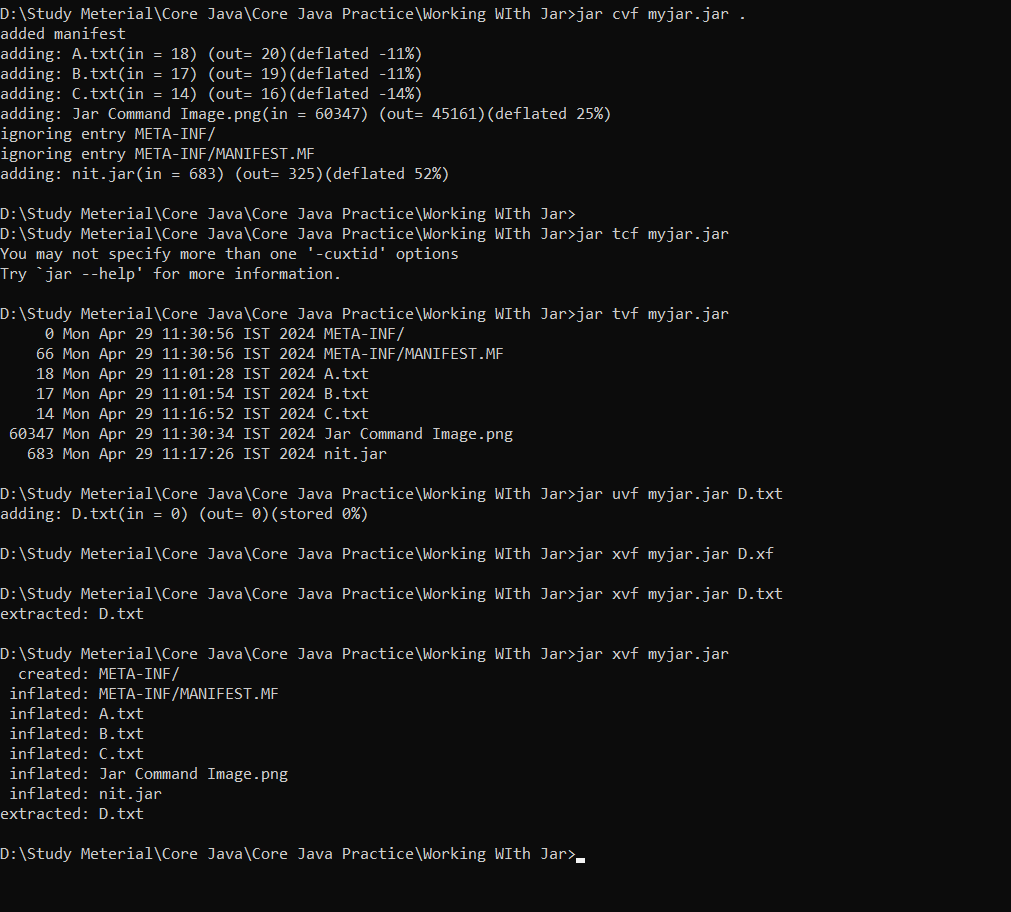 D:\Study Meterial\Core Java\Core Java Practice\Working WIth Jar>jar cvf myjar.jar .
added manifest
adding: A.txt(in = 18) (out= 20)(deflated -11%)
adding: B.txt(in = 17) (out= 19)(deflated -11%)
adding: C.txt(in = 14) (out= 16)(deflated -14%)
adding: Jar Command Image.png(in = 60347) (out= 45161)(deflated 25%)
ignoring entry META-INF/
ignoring entry META-INF/MANIFEST.MF
adding: nit.jar(in = 683) (out= 325)(deflated 52%)
D:\Study Meterial\Core Java\Core Java Practice\Working WIth Jar>
D:\Study Meterial\Core Java\Core Java Practice\Working WIth Jar>jar tcf myjar.jar
You may not specify more than one '-cuxtid' options
Try `jar --help' for more information.
D:\Study Meterial\Core Java\Core Java Practice\Working WIth Jar>jar tvf myjar.jar
     0 Mon Apr 29 11:30:56 IST 2024 META-INF/
    66 Mon Apr 29 11:30:56 IST 2024 META-INF/MANIFEST.MF
    18 Mon Apr 29 11:01:28 IST 2024 A.txt
    17 Mon Apr 29 11:01:54 IST 2024 B.txt
    14 Mon Apr 29 11:16:52 IST 2024 C.txt
 60347 Mon Apr 29 11:30:34 IST 2024 Jar Command Image.png
   683 Mon Apr 29 11:17:26 IST 2024 nit.jar
D:\Study Meterial\Core Java\Core Java Practice\Working WIth Jar>jar uvf myjar.jar D.txt
adding: D.txt(in = 0) (out= 0)(stored 0%)
D:\Study Meterial\Core Java\Core Java Practice\Working WIth Jar>jar xvf myjar.jar D.xf
D:\Study Meterial\Core Java\Core Java Practice\Working WIth Jar>jar xvf myjar.jar D.txt
extracted: D.txt
D:\Study Meterial\Core Java\Core Java Practice\Working WIth Jar>jar xvf myjar.jar
  created: META-INF/
 inflated: META-INF/MANIFEST.MF
 inflated: A.txt
 inflated: B.txt
 inflated: C.txt
 inflated: Jar Command Image.png
 inflated: nit.jar
extracted: D.txt
D:\Study Meterial\Core Java\Core Java Practice\Working WIth Jar>